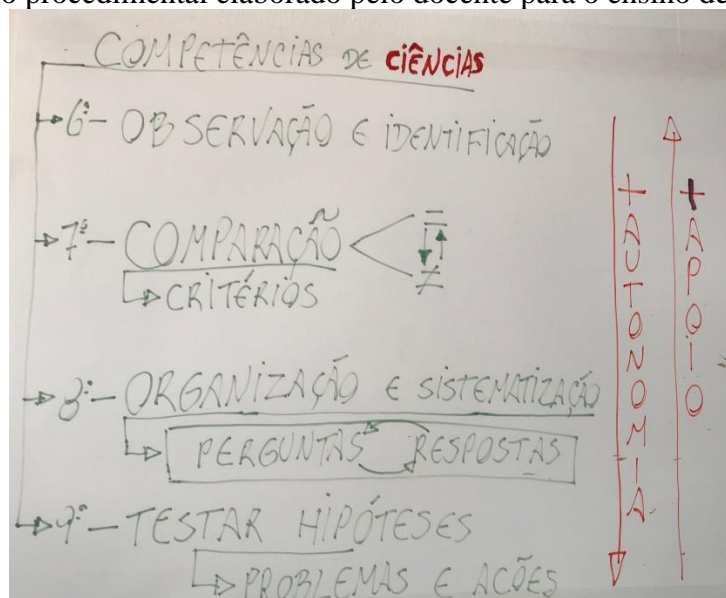 o procedimental elaborado pelo docente para o ensino de
COMPETÊNCIAS DE CIÊNCIAS
6º - OBSERVAÇÃO E IDENTIFICAÇÃO
7º - COMPARAÇÃO < = ≠
CRITÉRIOS
8º - ORGANIZAÇÃO E SISTEMATIZAÇÃO
PERGUNTAS RESPOSTAS
9º - TESTAR HIPÓTESES
PROBLEMAS E AÇÕES
+ AUTONOMIA
+ APOIO